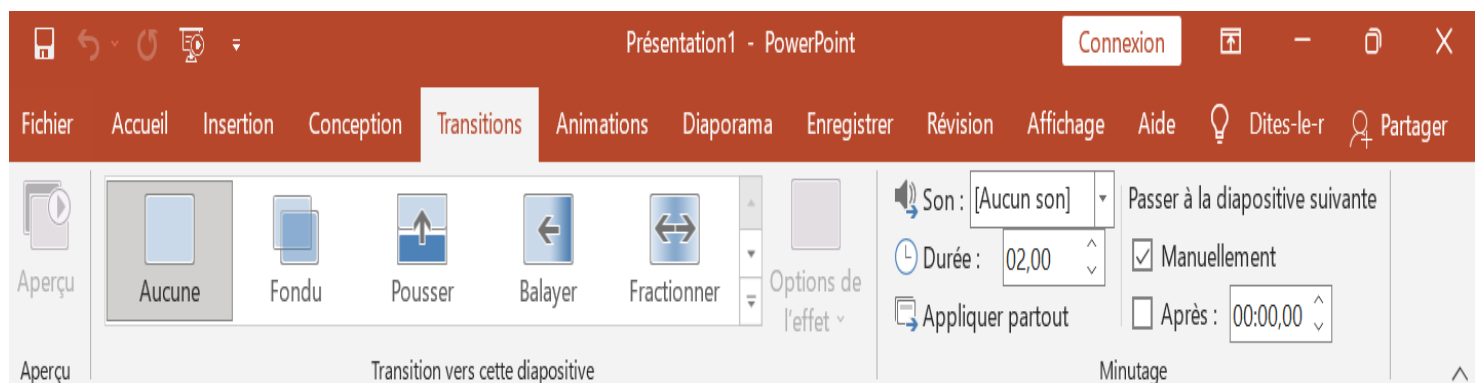 Présentation1 - PowerPoint
Connexion
Fichier Accueil Insertion Conception Transitions Animations Diaporama Enregistrer Révision Affichage Aide Dites-le-r Partager
Aperçu
Aucune
Fondu
Pousser
Balayer
Fractionner
Options de
l'effet
Son : [Aucun son]
Durée : 02,00
Appliquer partout
Passer à la diapositive suivante
Manuellement
Après : 00:00,00
Aperçu
Transition vers cette diapositive
Minutage